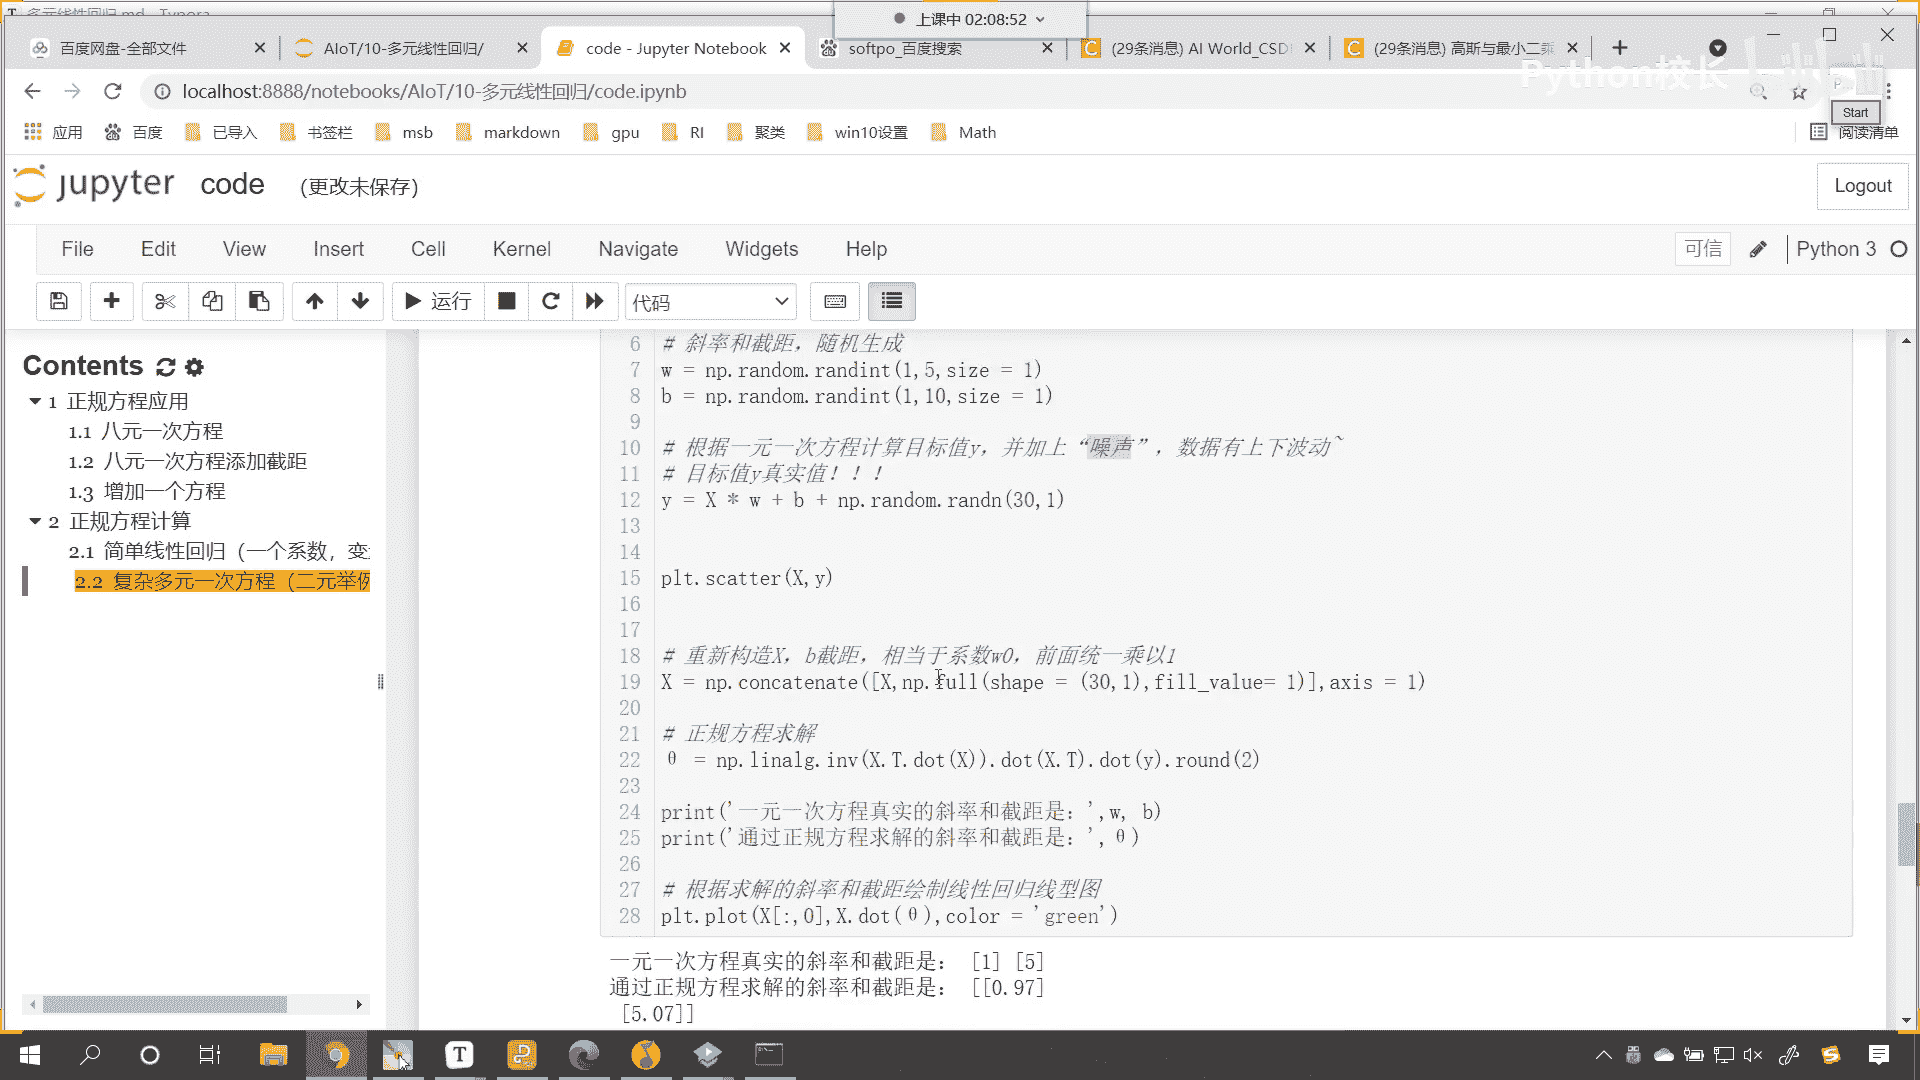 上课中 02:08:52
百度网盘-全部文件
AIoT/10-多元线性回归/
code - Jupyter Notebook
softpo_百度搜索
(29条消息) AI World_CSD
(29条消息) 高斯与最小二乘
Python校长
localhost:8888/notebooks/AIoT/10-多元线性回归/code.ipynb
Start
应用 百度 已导入 书签栏 msb markdown gpu RI 聚类 win10设置 Math 阅读清单
jupyter code (更改未保存) Logout
File Edit View Insert Cell Kernel Navigate Widgets Help 可信 Python 3
运行 代码
Contents
1 正规方程应用
1.1 八元一次方程
1.2 八元一次方程添加截距
1.3 增加一个方程
2 正规方程计算
2.1 简单线性回归（一个系数，变
2.2 复杂多元一次方程（二元举例
6 # 斜率和截距，随机生成
7 w = np.random.randint(1,5,size = 1)
8 b = np.random.randint(1,10,size = 1)
9
10 # 根据一元一次方程计算目标值y，并加上“噪声”，数据有上下波动~
11 # 目标值y真实值！！！
12 y = X * w + b + np.random.randn(30,1)
13
14
15 plt.scatter(X,y)
16
17
18 # 重新构造X，b截距，相当于系数w0，前面统一乘以1
19 X = np.concatenate([X,np.full(shape = (30,1),fill_value= 1)],axis = 1)
20
21 # 正规方程求解
22 θ = np.linalg.inv(X.T.dot(X)).dot(X.T).dot(y).round(2)
23
24 print('一元一次方程真实的斜率和截距是：',w, b)
25 print('通过正规方程求解的斜率和截距是：',θ)
26
27 # 根据求解的斜率和截距绘制线性回归线型图
28 plt.plot(X[:,0],X.dot(θ),color = 'green')
一元一次方程真实的斜率和截距是： [1] [5]
通过正规方程求解的斜率和截距是： [[0.97]
[5.07]]